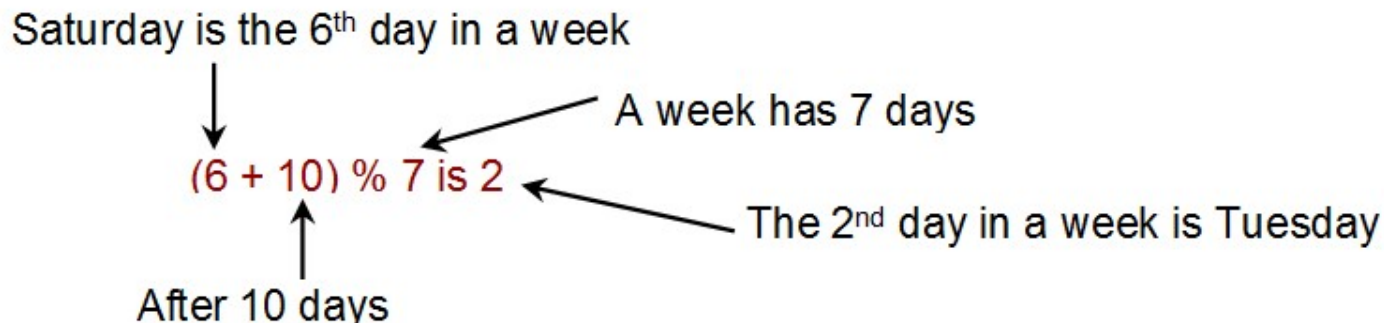 Saturday is the 6th day in a week
A week has 7 days
(6 + 10) % 7 is 2
The 2nd day in a week is Tuesday
After 10 days